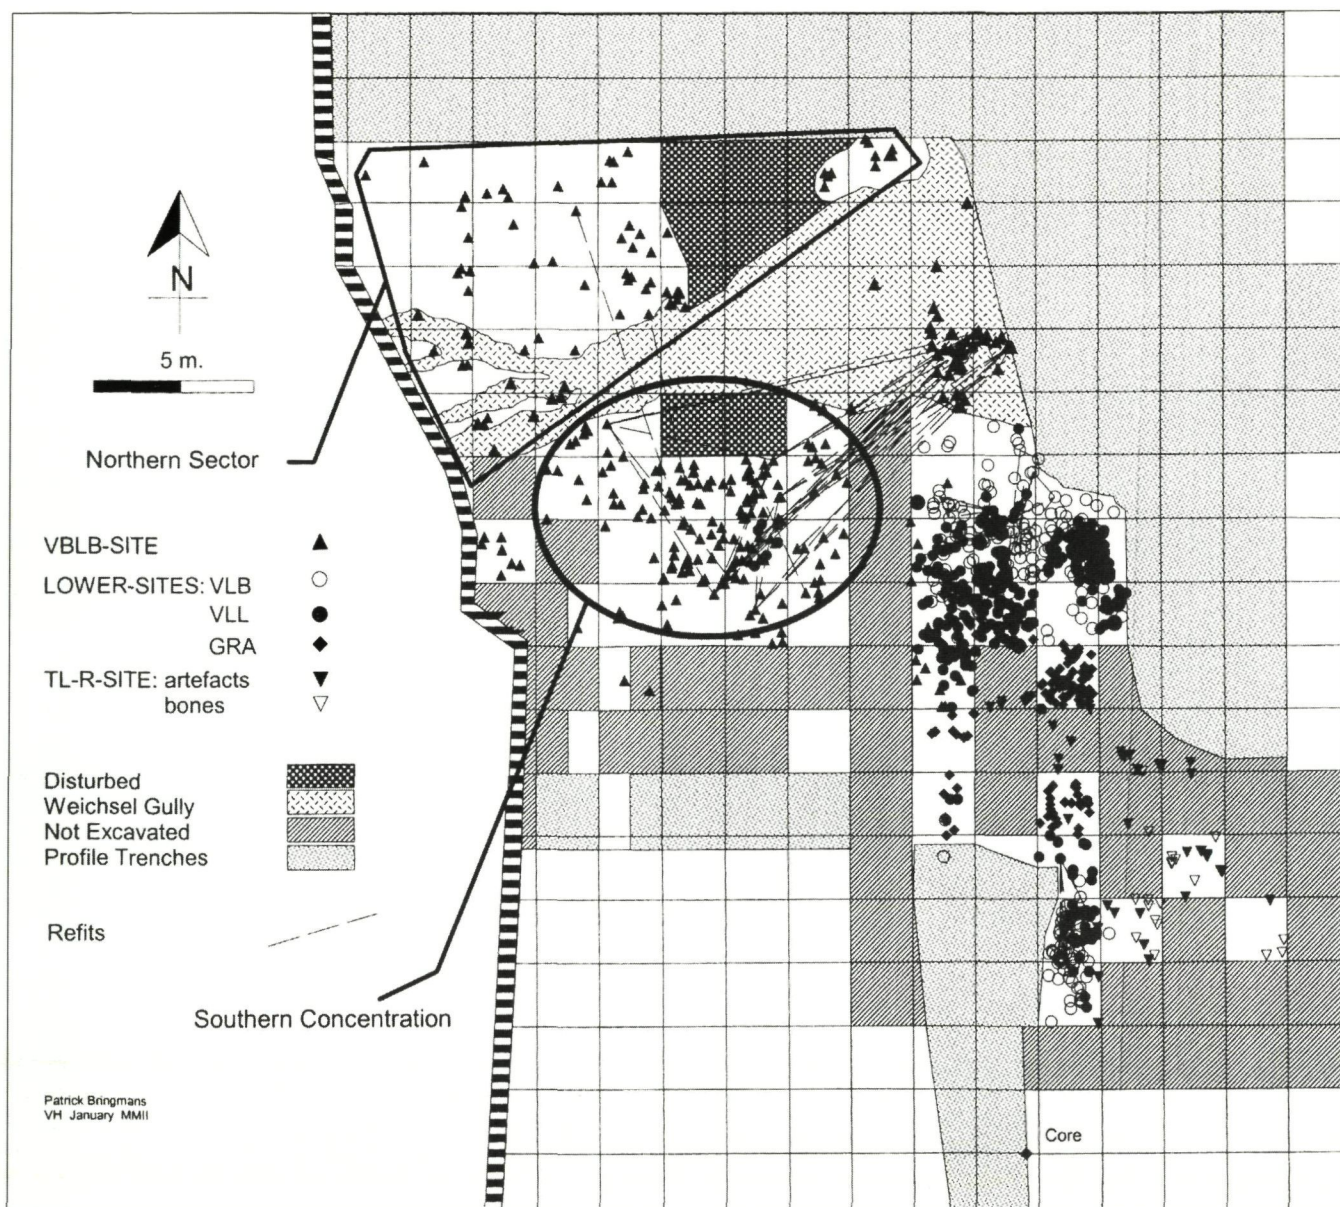 N
5 m.
Northern Sector
VBLB-SITE
LOWER-SITES: VLB
VLL
GRA
TL-R-SITE: artefacts
bones
Disturbed
Weichsel Gully
Not Excavated
Profile Trenches
Refits
Southern Concentration
Patrick Bringmans
VH January MMII
Core